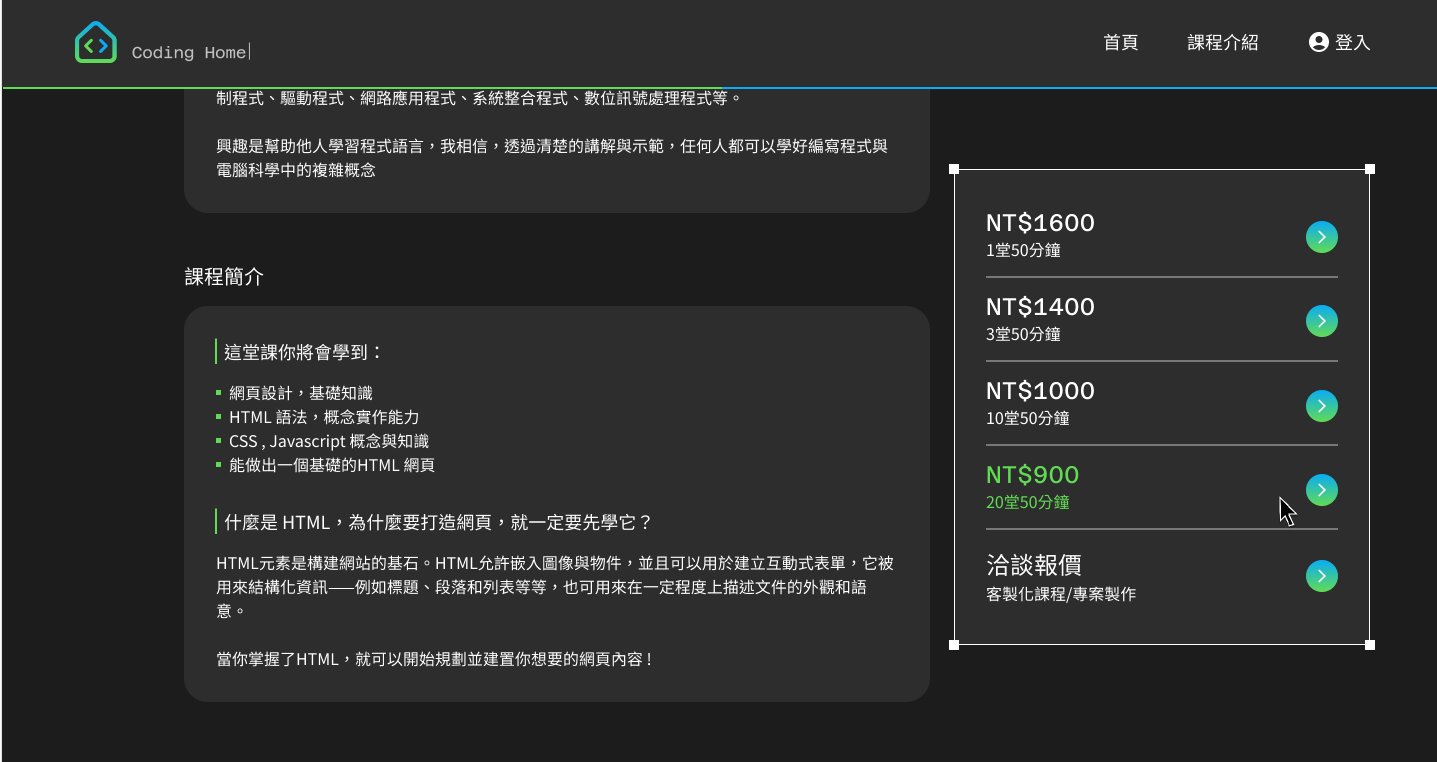 Coding Home
首頁
課程介紹
登入
制程式、驅動程式、網路應用程式、系統整合程式、數位訊號處理程式等。
興趣是幫助他人學習程式語言，我相信，透過清楚的講解與示範，任何人都可以學好編寫程式與
電腦科學中的複雜概念
課程簡介
這堂課你將會學到：
網頁設計，基礎知識
HTML 語法，概念實作能力
CSS , Javascript 概念與知識
能做出一個基礎的HTML 網頁
什麼是 HTML，為什麼要打造網頁，就一定要先學它？
HTML元素是構建網站的基石。HTML允許嵌入圖像與物件，並且可以用於建立互動式表單，它被
用來結構化資訊——例如標題、段落和列表等等，也可用來在一定程度上描述文件的外觀和語
意。
當你掌握了HTML，就可以開始規劃並建置你想要的網頁內容 !
NT$1600
1堂50分鐘
NT$1400
3堂50分鐘
NT$1000
10堂50分鐘
NT$900
20堂50分鐘
洽談報價
客製化課程/專案製作